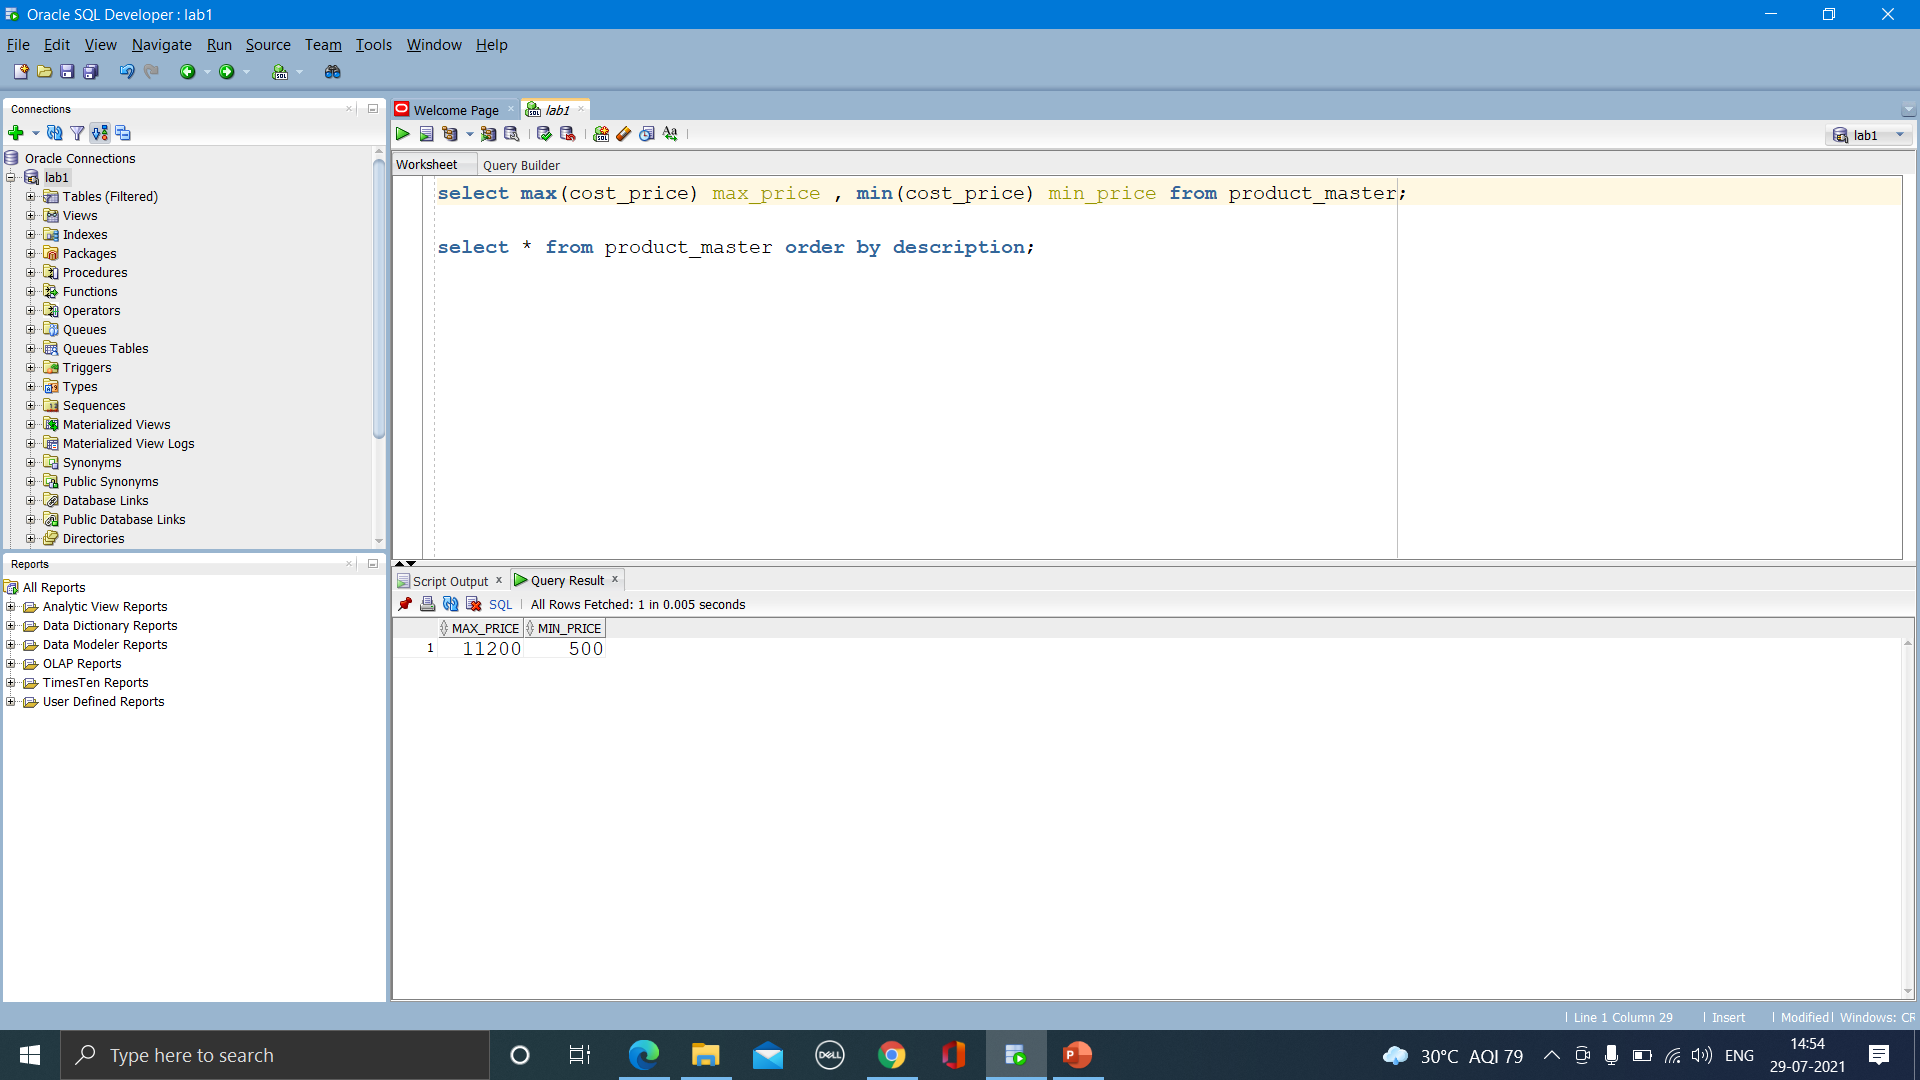 Oracle SQL Developer : lab1
File Edit View Navigate Run Source Team Tools Window Help
Connections
Oracle Connections
lab1
Tables (Filtered)
Views
Indexes
Packages
Procedures
Functions
Operators
Queues
Queues Tables
Triggers
Types
Sequences
Materialized Views
Materialized View Logs
Synonyms
Public Synonyms
Database Links
Public Database Links
Directories
Reports
All Reports
Analytic View Reports
Data Dictionary Reports
Data Modeler Reports
OLAP Reports
TimesTen Reports
User Defined Reports
Welcome Page lab1
lab1
Worksheet Query Builder
select max(cost_price) max_price , min(cost_price) min_price from product_master;
select * from product_master order by description;
Script Output Query Result
SQL All Rows Fetched: 1 in 0.005 seconds
MAX_PRICE MIN_PRICE
1 11200 500
Line 1 Column 29 Insert Modified Windows: CR
Type here to search
DELL
30°C AQI 79 ENG
14:54
29-07-2021